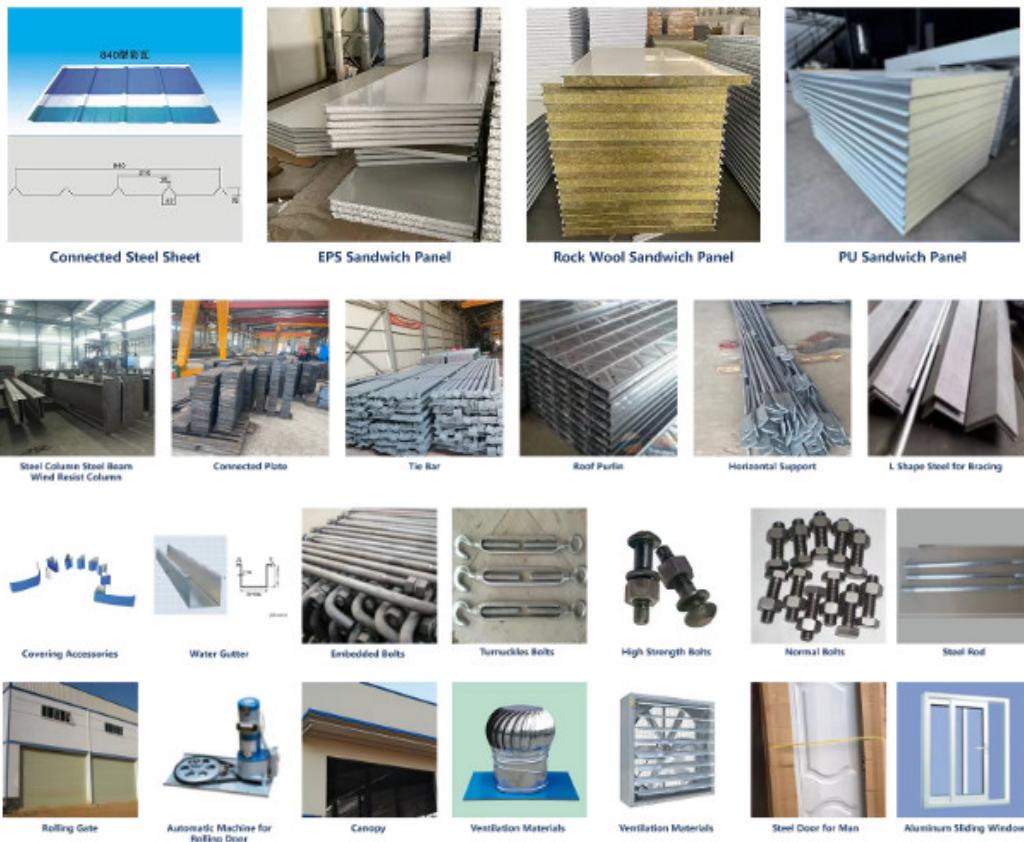 840型彩瓦
840
210
Connected Steel Sheet
EPS Sandwich Panel
Rock Wool Sandwich Panel
PU Sandwich Panel
Steel Column Steel Beam
Wind Resist Column
Connected Plate
Tie Bar
Roof Purlin
Horizontal Support
L Shape Steel for Bracing
Covering Accessories
Water Gutter
Embedded Bolts
Turnuckles Bolts
High Strength Bolts
Normal Bolts
Steel Rod
Rolling Gate
Automatic Machine for
Rolling Door
Canopy
Ventilation Materials
Ventilation Materials
Steel Door for Man
Aluminum Sliding Window